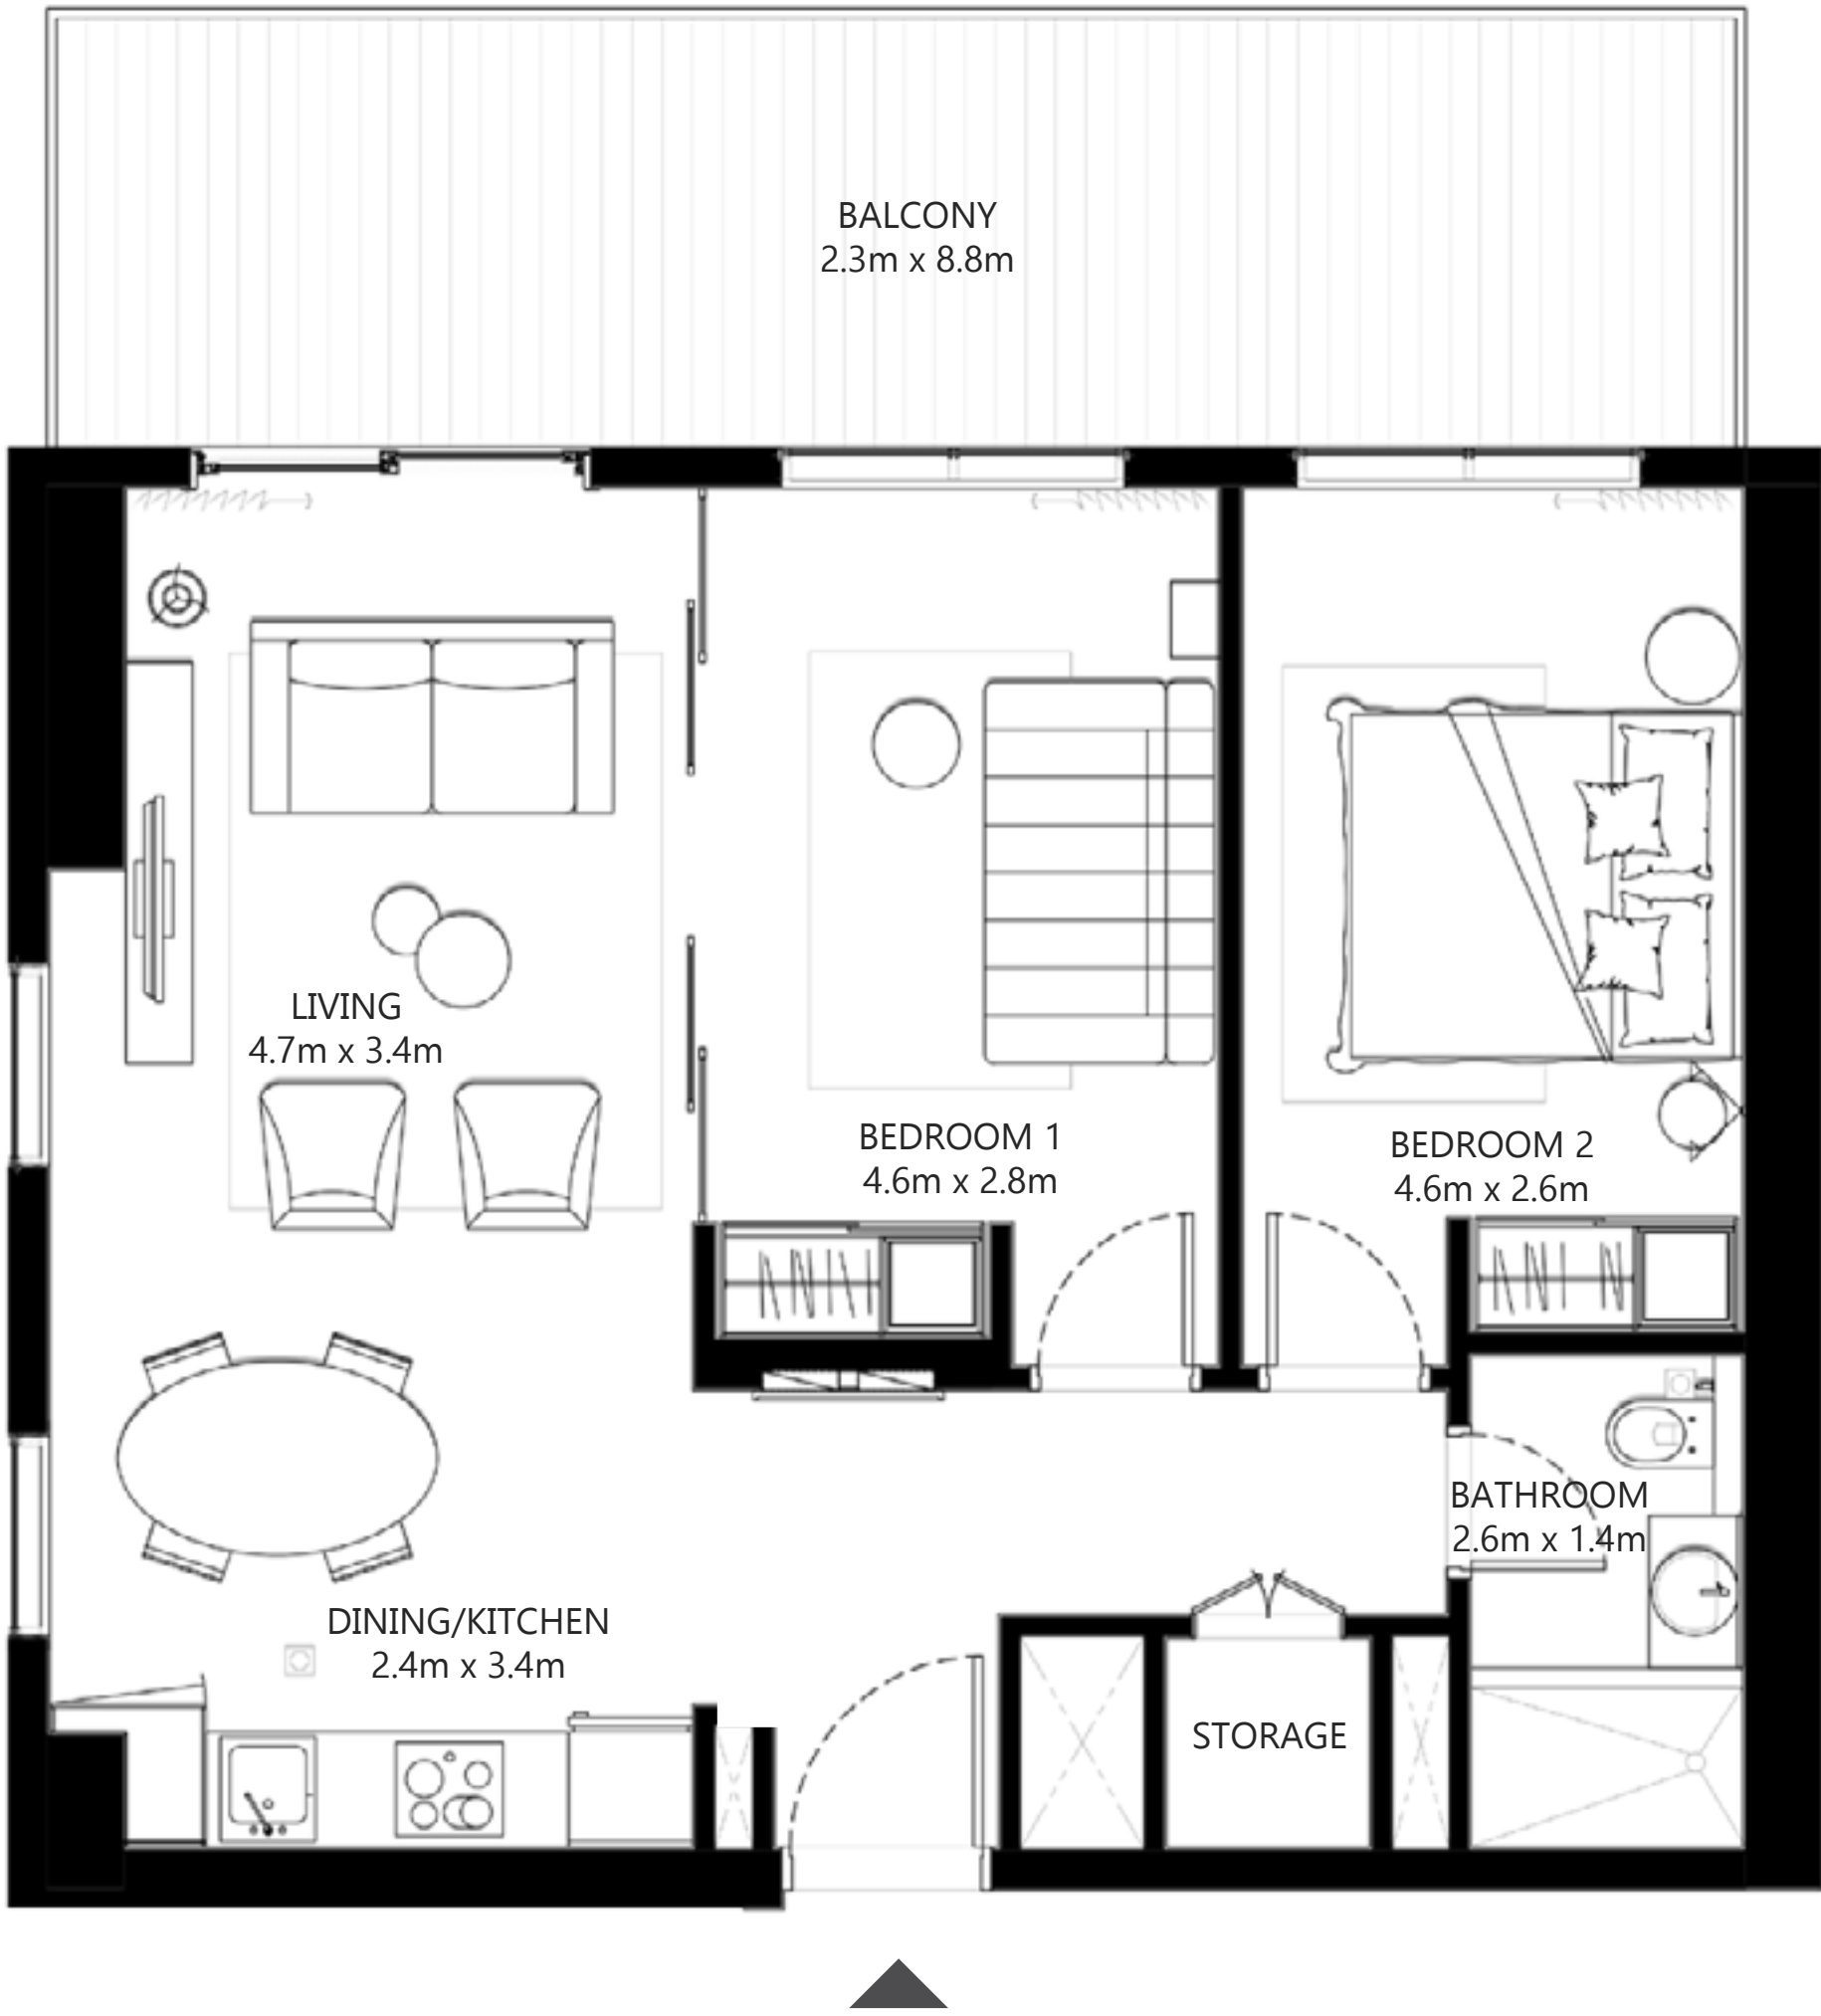 BALCONY
2.3m x 8.8m
LIVING
4.7m x 3.4m
BEDROOM 1
4.6m x 2.8m
BEDROOM 2
4.6m x 2.6m
BATHROOM
2.6m x 1.4m
DINING/KITCHEN
2.4m x 3.4m
STORAGE